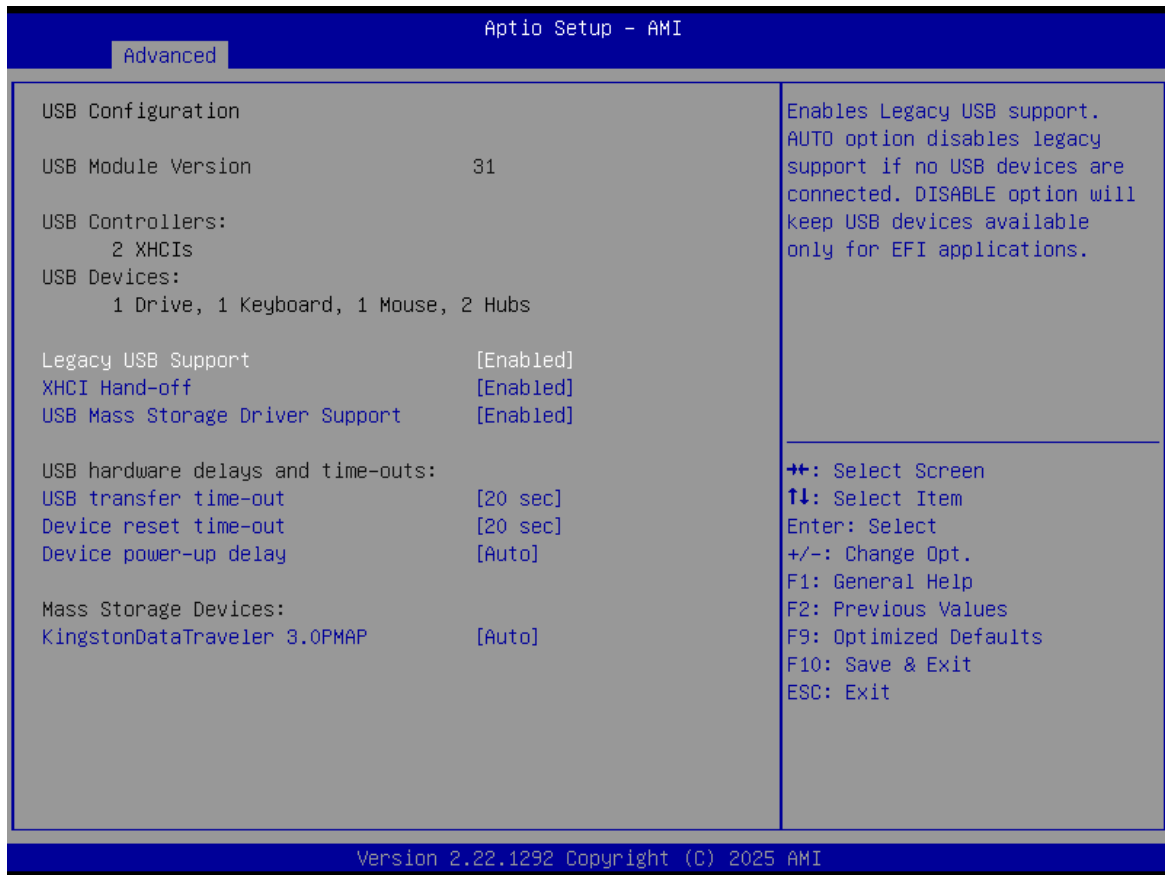 Aptio Setup – AMI
Advanced
USB Configuration
USB Module Version 31
USB Controllers:
2 XHCIs
USB Devices:
1 Drive, 1 Keyboard, 1 Mouse, 2 Hubs
Legacy USB Support [Enabled]
XHCI Hand-off [Enabled]
USB Mass Storage Driver Support [Enabled]
USB hardware delays and time-outs:
USB transfer time-out [20 sec]
Device reset time-out [20 sec]
Device power-up delay [Auto]
Mass Storage Devices:
KingstonDataTraveler 3.0PMAP [Auto]
Enables Legacy USB support.
AUTO option disables legacy
support if no USB devices are
connected. DISABLE option will
keep USB devices available
only for EFI applications.
→←: Select Screen
↑↓: Select Item
Enter: Select
+/-: Change Opt.
F1: General Help
F2: Previous Values
F9: Optimized Defaults
F10: Save & Exit
ESC: Exit
Version 2.22.1292 Copyright (C) 2025 AMI